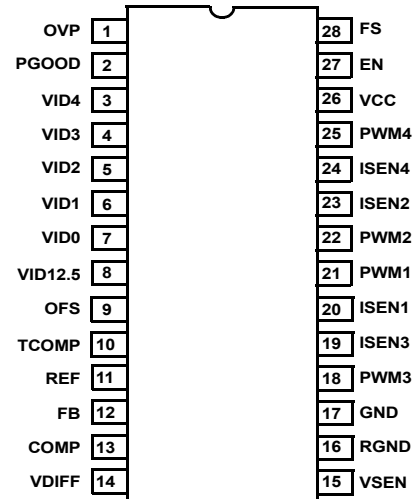 OVP 1 28 FS
PGOOD 2 27 EN
VID4 3 26 VCC
VID3 4 25 PWM4
VID2 5 24 ISEN4
VID1 6 23 ISEN2
VID0 7 22 PWM2
VID12.5 8 21 PWM1
OFS 9 20 ISEN1
TCOMP 10 19 ISEN3
REF 11 18 PWM3
FB 12 17 GND
COMP 13 16 RGND
VDIFF 14 15 VSEN